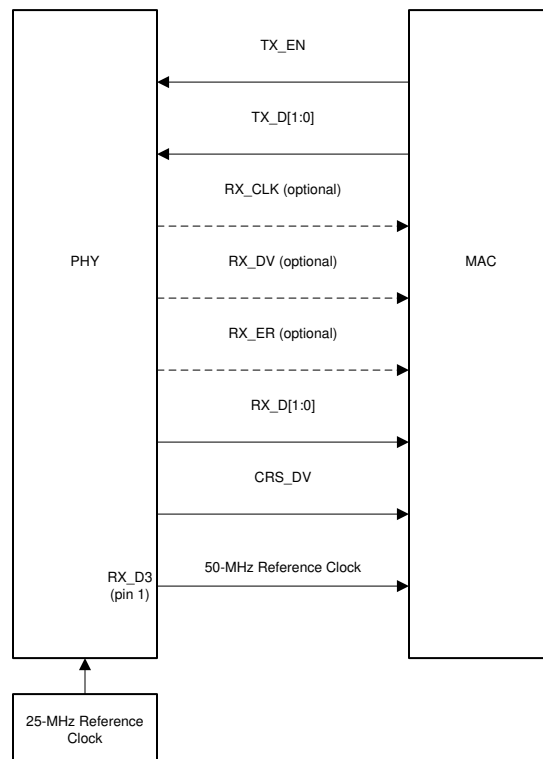 TX_EN
TX_D[1:0]
RX_CLK (optional)
PHY
RX_DV (optional)
MAC
RX_ER (optional)
RX_D[1:0]
CRS_DV
RX_D3
(pin 1)
50-MHz Reference Clock
25-MHz Reference
Clock